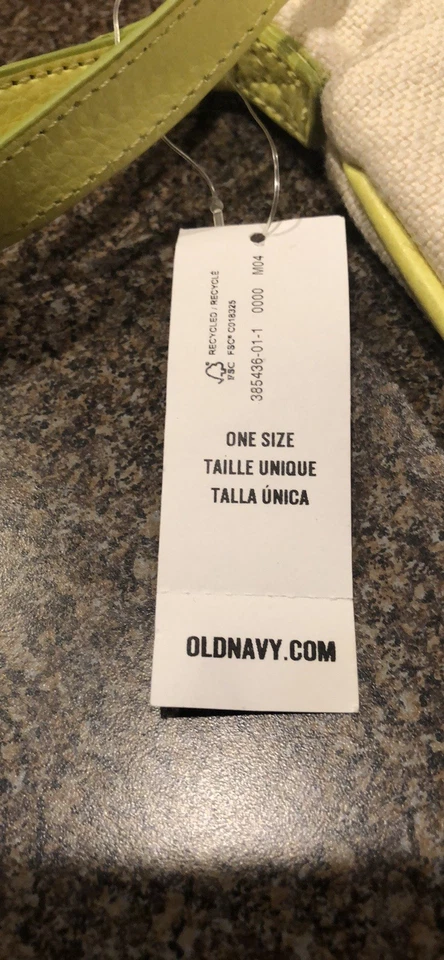 RECYCLED / RECYCLÉ
FSC FSC® C018325
385436-01-1 0000 M04
ONE SIZE
TAILLE UNIQUE
TALLA ÚNICA
OLDNAVY.COM